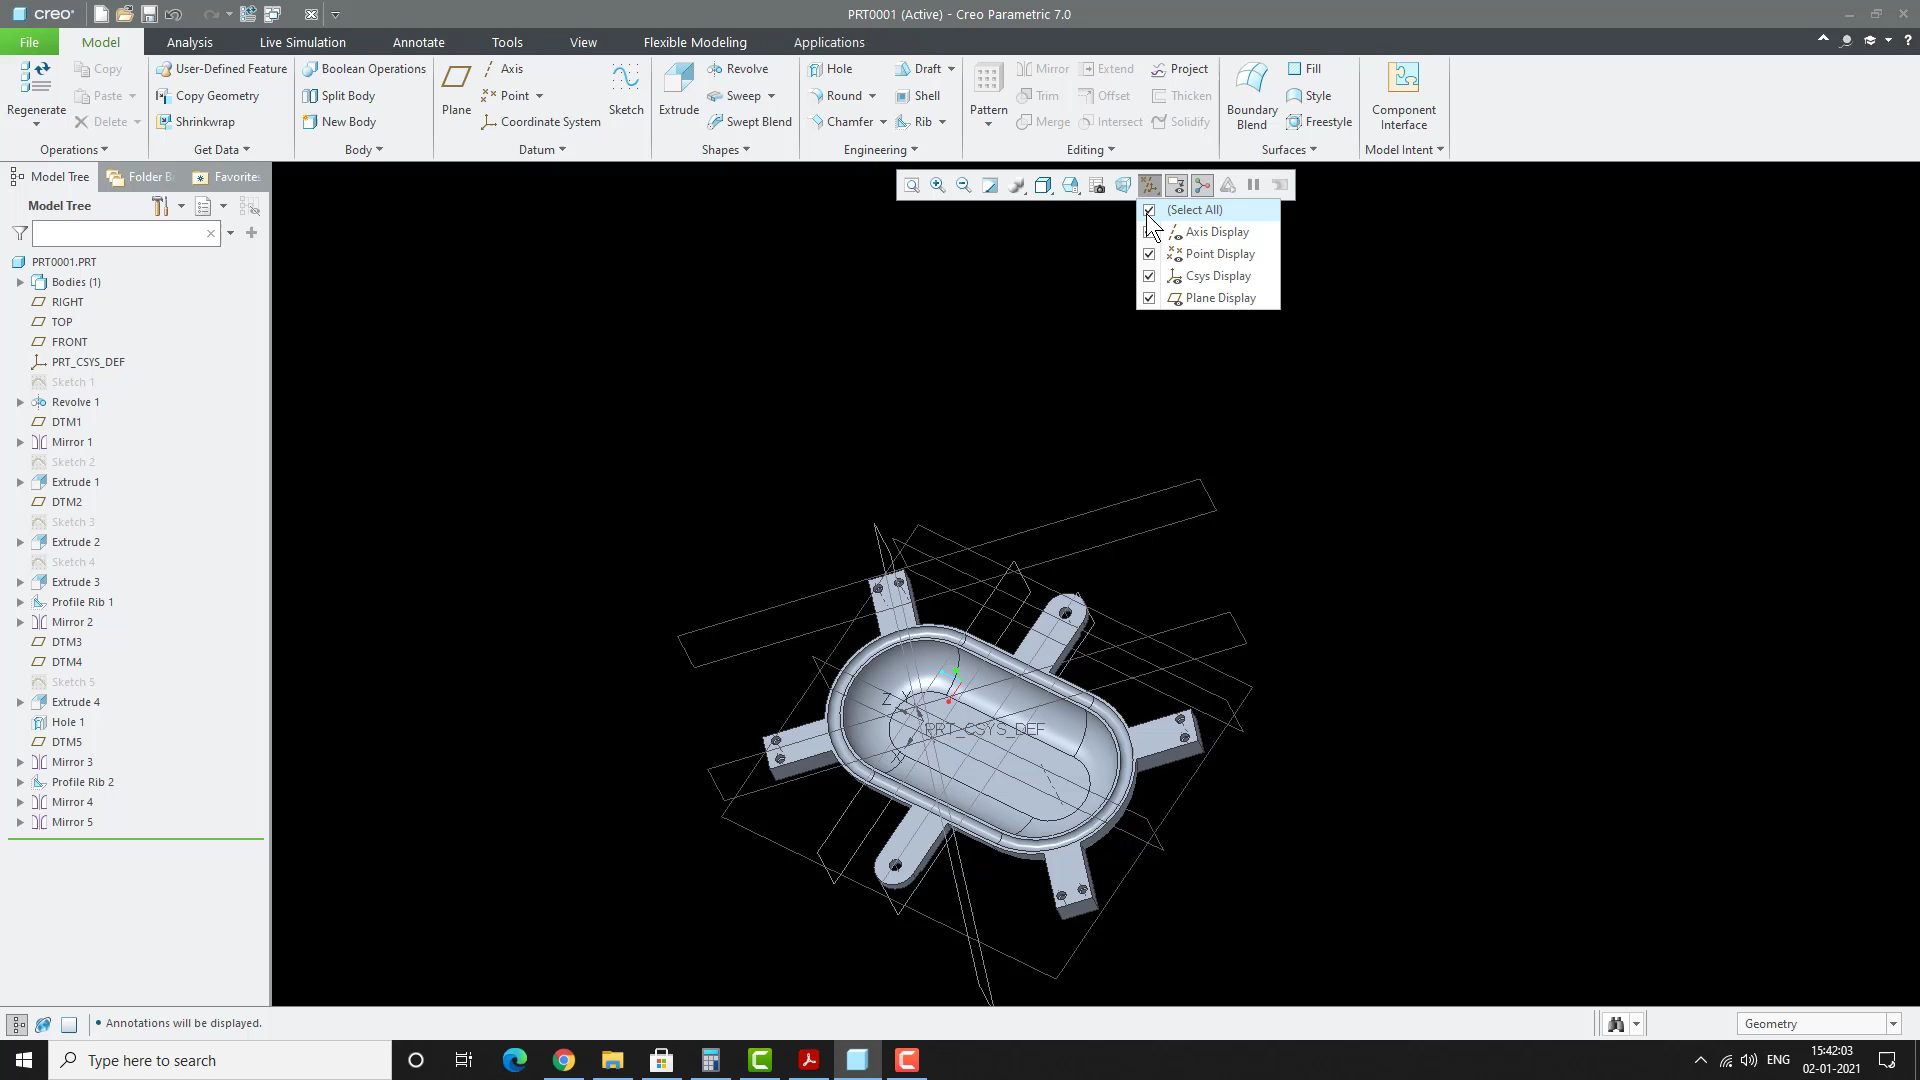 creo
PRT0001 (Active) - Creo Parametric 7.0
File Model Analysis Live Simulation Annotate Tools View Flexible Modeling Applications
Regenerate
Copy
Paste
Delete
Operations
User-Defined Feature
Copy Geometry
Shrinkwrap
Get Data
Boolean Operations
Split Body
New Body
Body
Plane
Axis
Point
Coordinate System
Sketch
Datum
Extrude
Revolve
Sweep
Swept Blend
Shapes
Hole
Round
Chamfer
Draft
Shell
Rib
Engineering
Pattern
Mirror
Trim
Merge
Extend
Offset
Intersect
Project
Thicken
Solidify
Editing
Boundary
Blend
Fill
Style
Freestyle
Surfaces
Component
Interface
Model Intent
Model Tree
Folder B
Favorites
Model Tree
PRT0001.PRT
Bodies (1)
RIGHT
TOP
FRONT
PRT_CSYS_DEF
Sketch 1
Revolve 1
DTM1
Mirror 1
Sketch 2
Extrude 1
DTM2
Sketch 3
Extrude 2
Sketch 4
Extrude 3
Profile Rib 1
Mirror 2
DTM3
DTM4
Sketch 5
Extrude 4
Hole 1
DTM5
Mirror 3
Profile Rib 2
Mirror 4
Mirror 5
(Select All)
Axis Display
Point Display
Csys Display
Plane Display
Z
Y
PRT_CSYS_DEF
X
Annotations will be displayed.
Geometry
Type here to search
ENG
15:42:03
02-01-2021